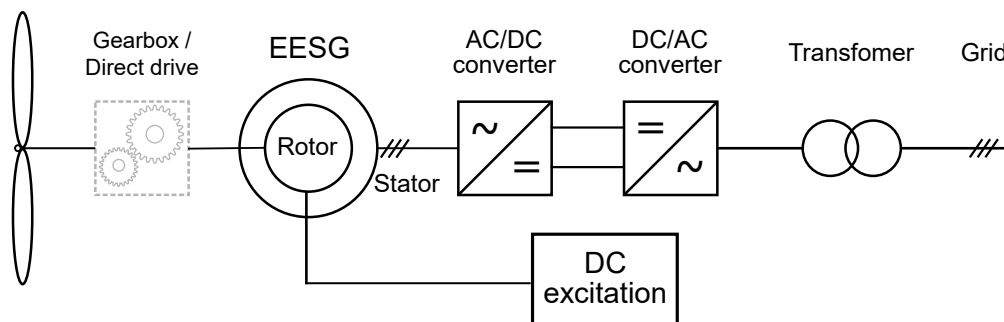 Gearbox /
Direct drive
EESG
AC/DC
converter
DC/AC
converter
Transfomer
Grid
Rotor
Stator
DC
excitation